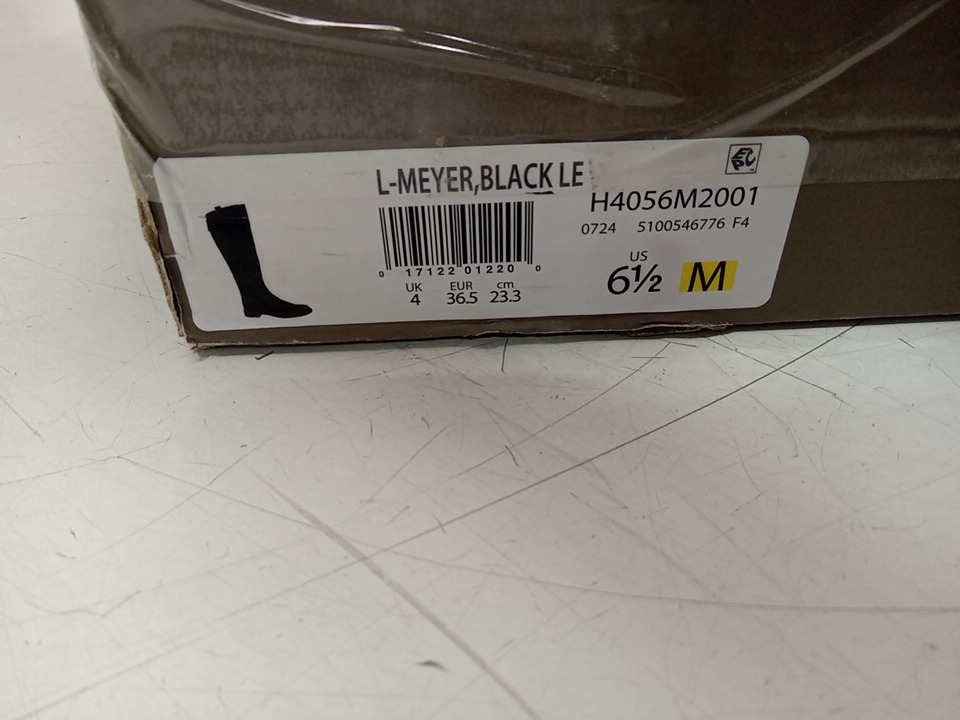 L-MEYER,BLACK LE
H4056M2001
0724 5100546776 F4
0 17122 01220 0
UK EUR cm
4 36.5 23.3
US
6½ M